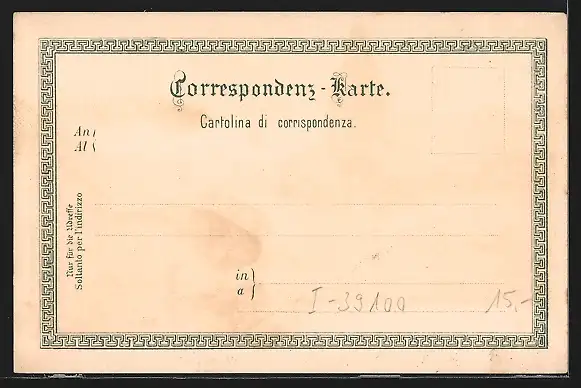 Correspondenz-Karte.
Cartolina di corrispondenza.
An
Al
Nur für die Adresse
Soltanto per l'indirizzo
in
a
I-39100
15,-